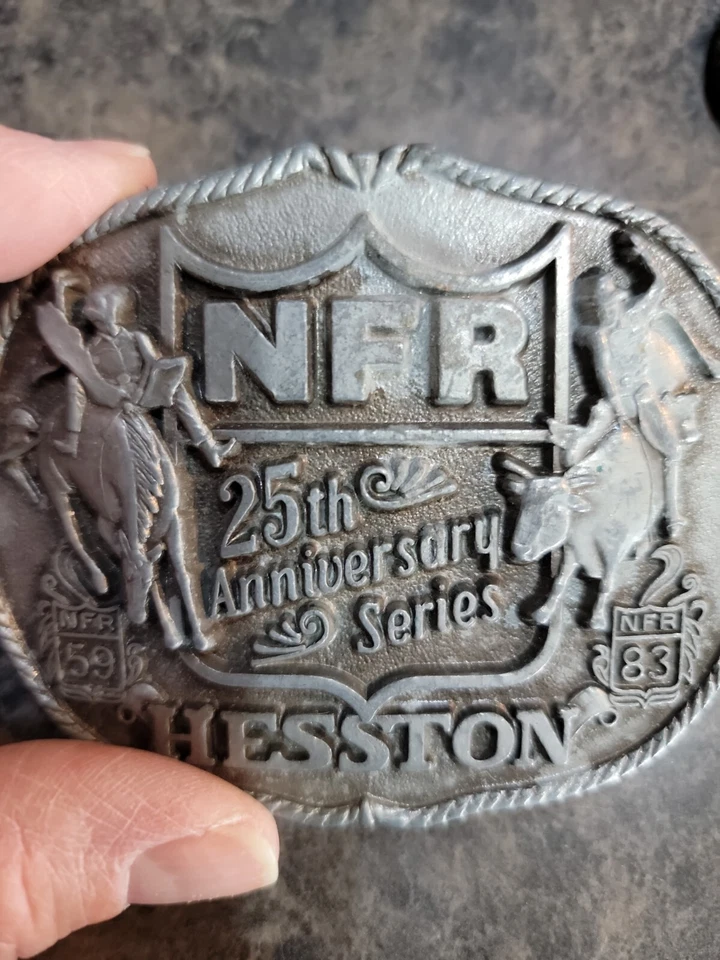 NFR
25th
Anniversary
Series
NFR
59
NFR
83
HESSTON